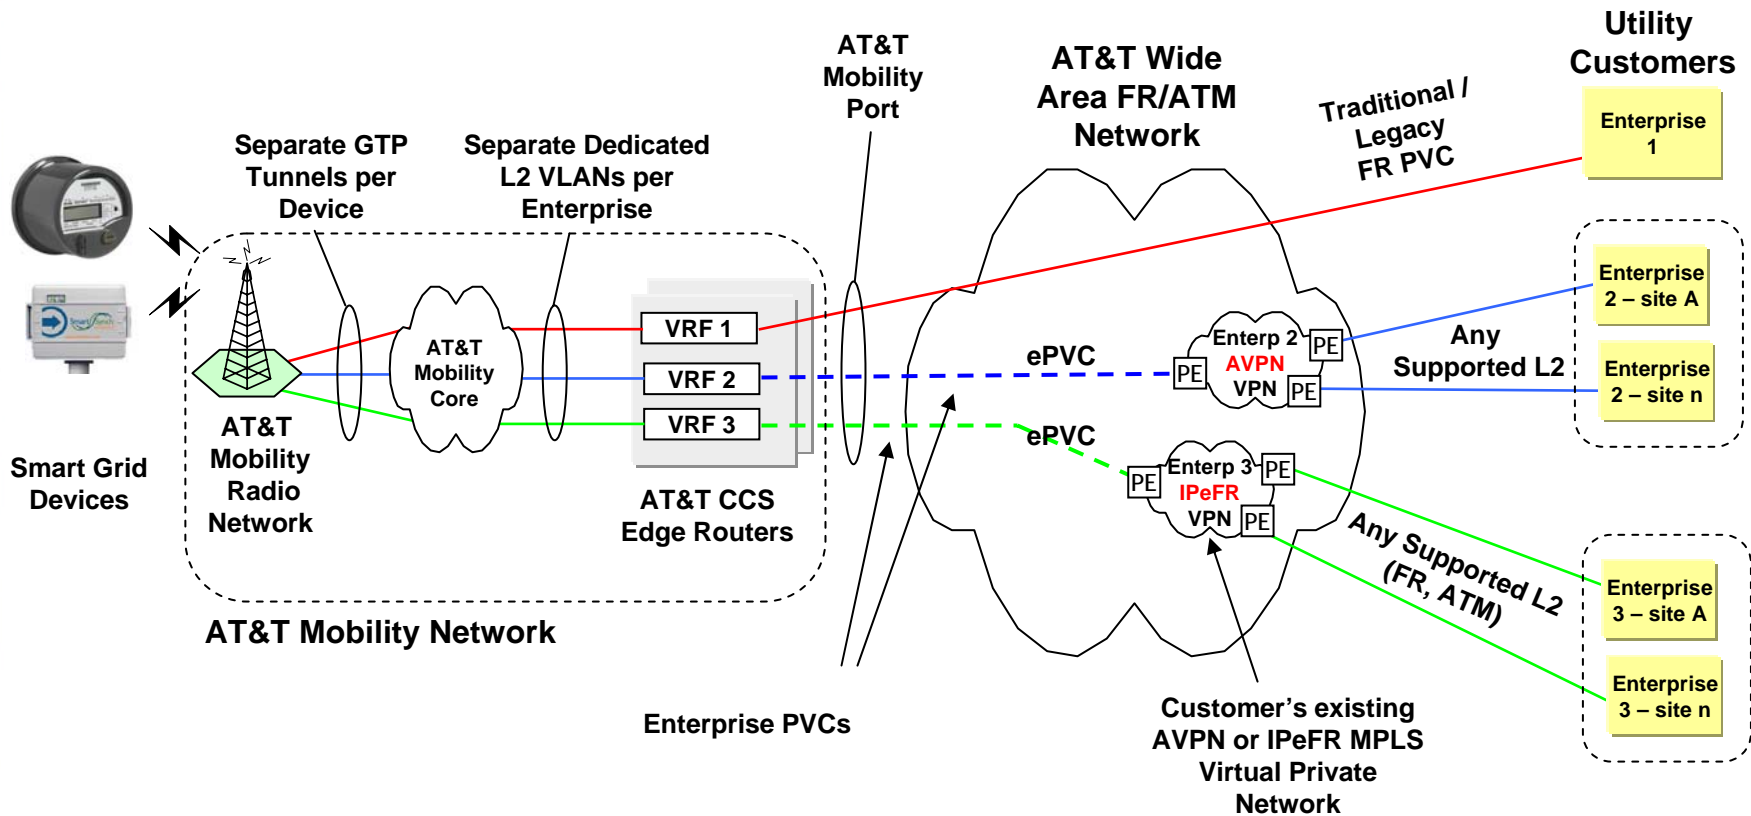 Utility
Customers
AT&T
Mobility
Port
AT&T Wide
Area FR/ATM
Network
Traditional /
Legacy
FR PVC
Enterprise
1
Separate GTP
Tunnels per
Device
Separate Dedicated
L2 VLANs per
Enterprise
Smart Grid
Devices
AT&T
Mobility
Radio
Network
AT&T
Mobility
Core
VRF 1
VRF 2
VRF 3
AT&T CCS
Edge Routers
AT&T Mobility Network
ePVC
ePVC
PE
Enterp 2
AVPN
VPN
PE
PE
PE
Enterp 3
IPeFR
VPN
PE
PE
Any
Supported L2
Enterprise
2 – site A
Enterprise
2 – site n
Any Supported L2
(FR, ATM)
Enterprise
3 – site A
Enterprise
3 – site n
Enterprise PVCs
Customer's existing
AVPN or IPeFR MPLS
Virtual Private
Network